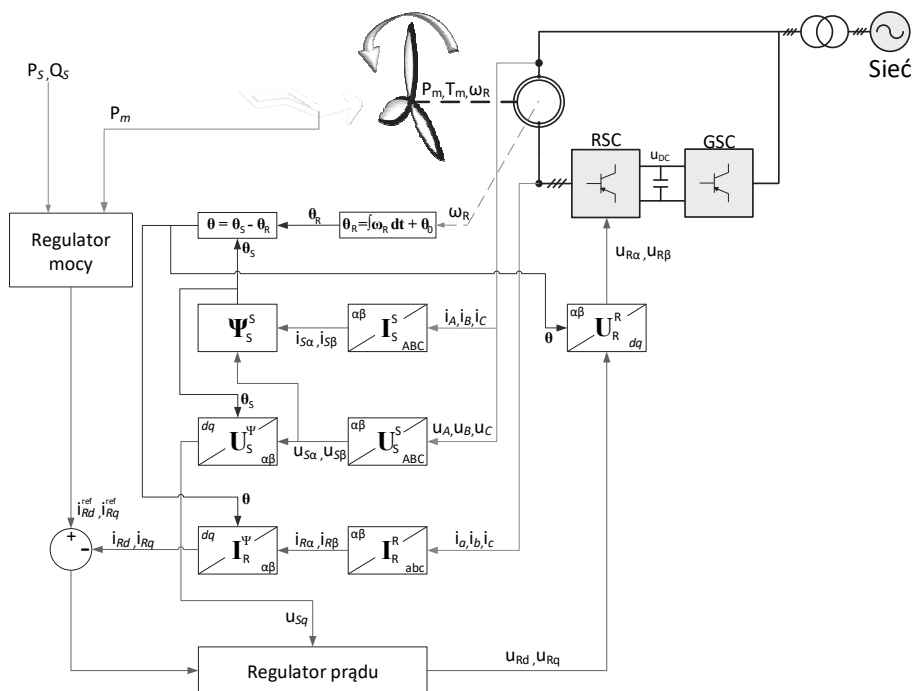 Sieć
P_S,Q_S
P_m,T_m,ω_R
P_m
RSC
u_DC
GSC
Regulator
mocy
θ = θ_S - θ_R
θ_R
θ_R=∫ω_R dt + θ_0
ω_R
u_Rα,u_Rβ
θ_S
Ψ_S^S
i_Sα,i_Sβ
αβ
I_S^S
ABC
i_A,i_B,i_C
θ
αβ
U_R^R
dq
θ_S
dq
U_S^Ψ
αβ
u_Sα,u_Sβ
αβ
U_S^S
ABC
u_A,u_B,u_C
θ
i_Rd^ref,i_Rq^ref
+
-
i_Rd,i_Rq
dq
I_R^Ψ
αβ
i_Rα,i_Rβ
αβ
I_R^R
abc
i_a,i_b,i_c
u_Sq
Regulator prądu
u_Rd,u_Rq